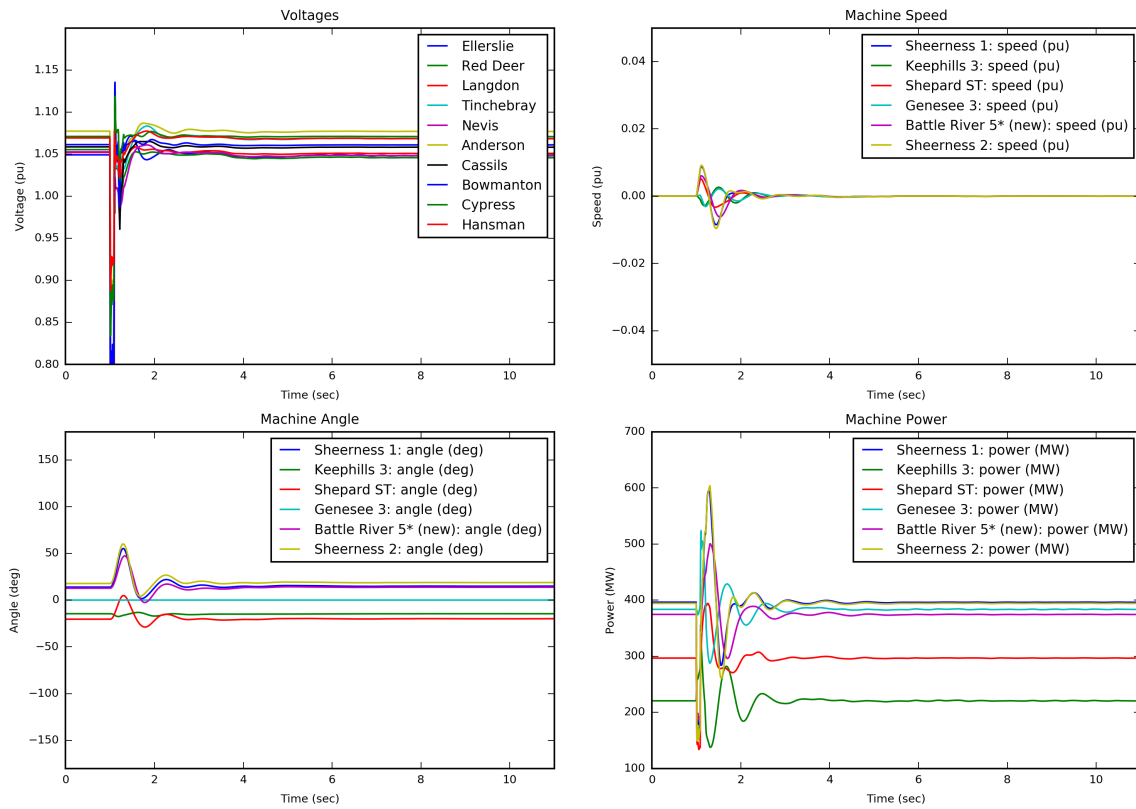 Voltages
Voltage (pu)
1.15
1.10
1.05
1.00
0.95
0.90
0.85
0.80
Ellerslie
Red Deer
Langdon
Tinchebray
Nevis
Anderson
Cassils
Bowmanton
Cypress
Hansman
0 2 4 6 8 10
Time (sec)
Machine Speed
Speed (pu)
0.04
0.02
0.00
−0.02
−0.04
Sheerness 1: speed (pu)
Keephills 3: speed (pu)
Shepard ST: speed (pu)
Genesee 3: speed (pu)
Battle River 5* (new): speed (pu)
Sheerness 2: speed (pu)
0 2 4 6 8 10
Time (sec)
Machine Angle
Angle (deg)
150
100
50
0
−50
−100
−150
Sheerness 1: angle (deg)
Keephills 3: angle (deg)
Shepard ST: angle (deg)
Genesee 3: angle (deg)
Battle River 5* (new): angle (deg)
Sheerness 2: angle (deg)
0 2 4 6 8 10
Time (sec)
Machine Power
Power (MW)
700
600
500
400
300
200
100
Sheerness 1: power (MW)
Keephills 3: power (MW)
Shepard ST: power (MW)
Genesee 3: power (MW)
Battle River 5* (new): power (MW)
Sheerness 2: power (MW)
0 2 4 6 8 10
Time (sec)